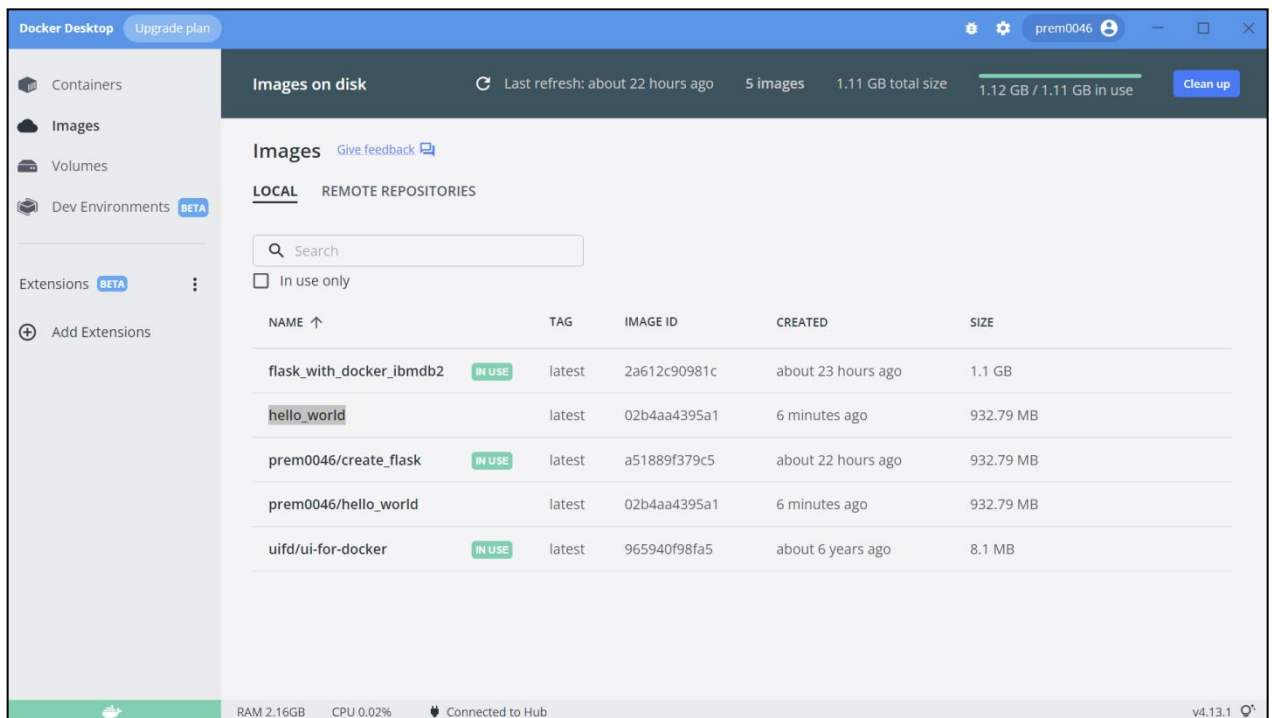 Docker Desktop Upgrade plan prem0046
Containers
Images
Volumes
Dev Environments BETA
Extensions BETA
Add Extensions
Images on disk Last refresh: about 22 hours ago 5 images 1.11 GB total size 1.12 GB / 1.11 GB in use Clean up
Images Give feedback
LOCAL REMOTE REPOSITORIES
Search
In use only
NAME TAG IMAGE ID CREATED SIZE
flask_with_docker_ibmdb2 IN USE latest 2a612c90981c about 23 hours ago 1.1 GB
hello_world latest 02b4aa4395a1 6 minutes ago 932.79 MB
prem0046/create_flask IN USE latest a51889f379c5 about 22 hours ago 932.79 MB
prem0046/hello_world latest 02b4aa4395a1 6 minutes ago 932.79 MB
uifd/ui-for-docker IN USE latest 965940f98fa5 about 6 years ago 8.1 MB
RAM 2.16GB CPU 0.02% Connected to Hub v4.13.1